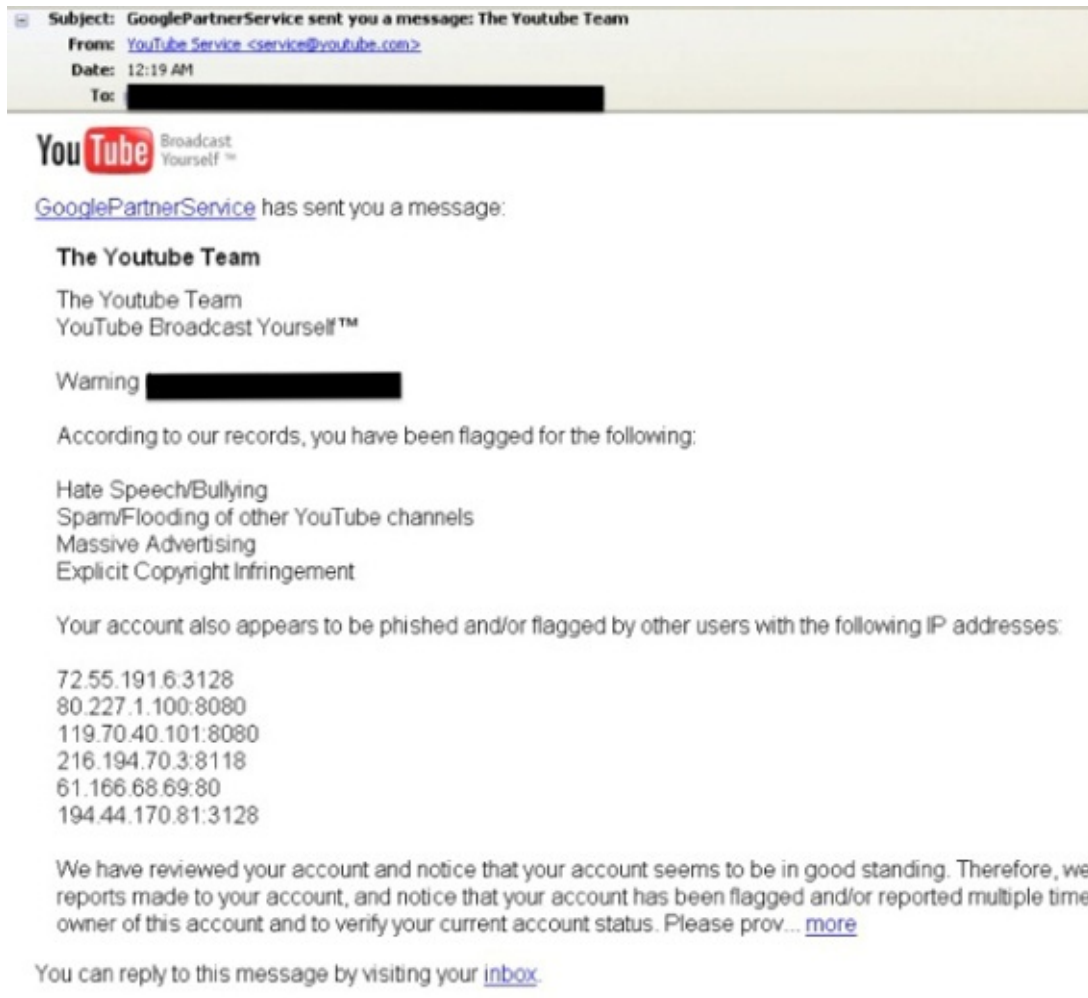 Subject: GooglePartnerService sent you a message: The Youtube Team
From: YouTube Service <service@youtube.com>
Date: 12:19 AM
To:
YouTube Broadcast
Yourself ™
GooglePartnerService has sent you a message:
The Youtube Team
The Youtube Team
YouTube Broadcast Yourself™
Warning
According to our records, you have been flagged for the following:
Hate Speech/Bullying
Spam/Flooding of other YouTube channels
Massive Advertising
Explicit Copyright Infringement
Your account also appears to be phished and/or flagged by other users with the following IP addresses:
72.55.191.6:3128
80.227.1.100:8080
119.70.40.101:8080
216.194.70.3:8118
61.166.68.69:80
194.44.170.81:3128
We have reviewed your account and notice that your account seems to be in good standing. Therefore, we
reports made to your account, and notice that your account has been flagged and/or reported multiple time
owner of this account and to verify your current account status. Please prov... more
You can reply to this message by visiting your inbox.